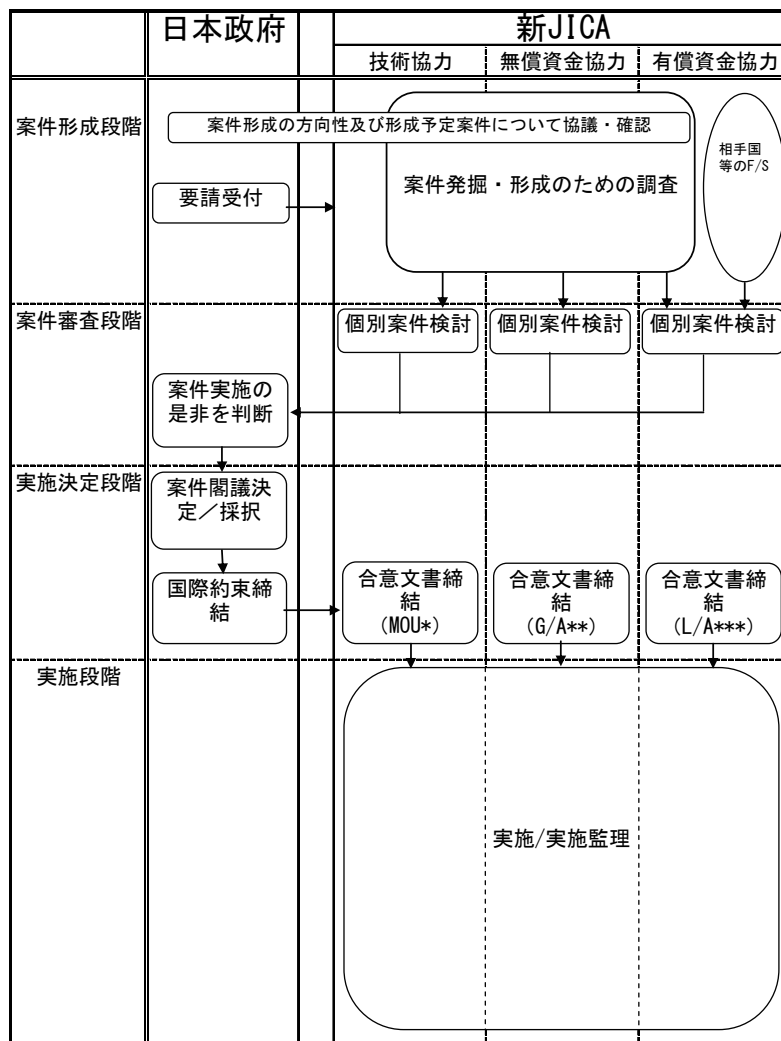 日本政府
新JICA
技術協力
無償資金協力
有償資金協力
案件形成段階
案件形成の方向性及び形成予定案件について協議・確認
案件発掘・形成のための調査
相手国
等のF/S
要請受付
案件審査段階
個別案件検討
個別案件検討
個別案件検討
案件実施の
是非を判断
実施決定段階
案件閣議決
定／採択
国際約束締
結
合意文書締
結
(MOU*)
合意文書締
結
(G/A**)
合意文書締
結
(L/A***)
実施段階
実施/実施監理